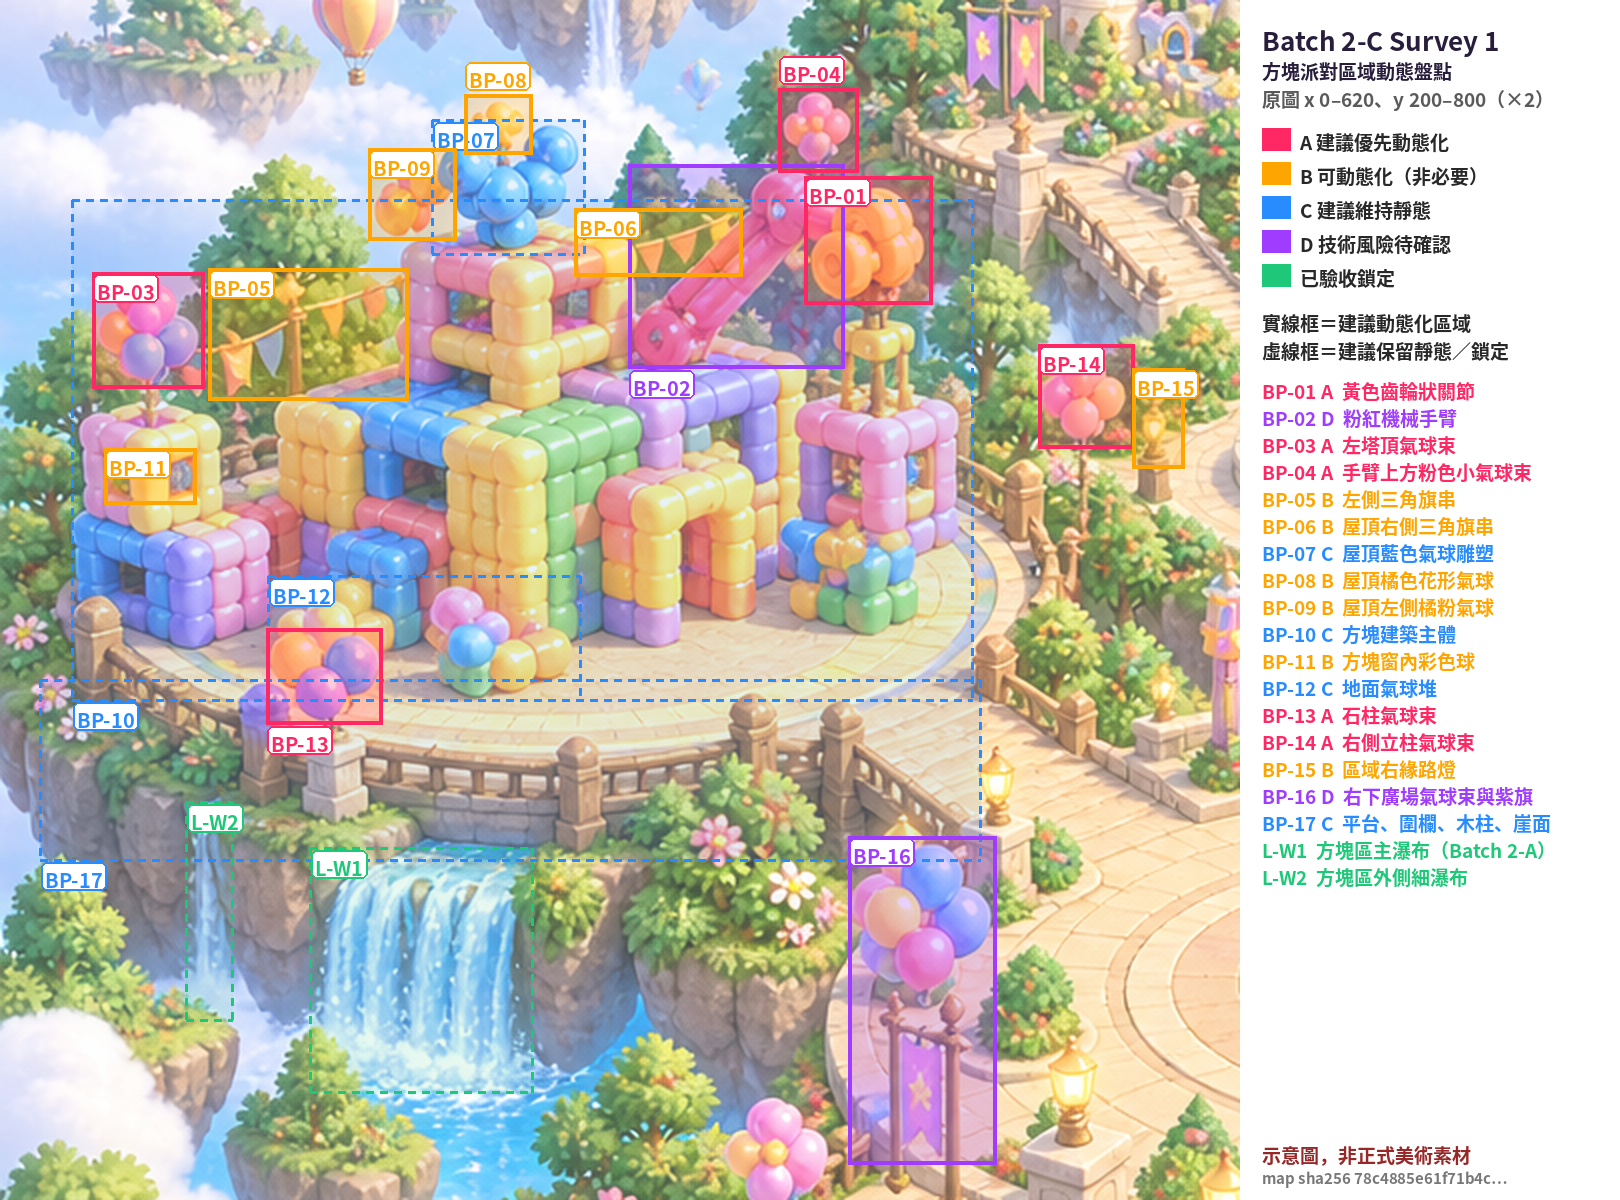 Batch 2-C Survey 1
方塊派對區域動態盤點
原圖 x 0–620、y 200–800（×2）
A 建議優先動態化
B 可動態化（非必要）
C 建議維持靜態
D 技術風險待確認
已驗收鎖定
實線框＝建議動態化區域
虛線框＝建議保留靜態／鎖定
BP-01 A 黃色齒輪狀關節
BP-02 D 粉紅機械手臂
BP-03 A 左塔頂氣球束
BP-04 A 手臂上方粉色小氣球束
BP-05 B 左側三角旗串
BP-06 B 屋頂右側三角旗串
BP-07 C 屋頂藍色氣球雕塑
BP-08 B 屋頂橘色花形氣球
BP-09 B 屋頂左側橘粉氣球
BP-10 C 方塊建築主體
BP-11 B 方塊窗內彩色球
BP-12 C 地面氣球堆
BP-13 A 石柱氣球束
BP-14 A 右側立柱氣球束
BP-15 B 區域右緣路燈
BP-16 D 右下廣場氣球束與紫旗
BP-17 C 平台、圍欄、木柱、崖面
L-W1 方塊區主瀑布（Batch 2-A）
L-W2 方塊區外側細瀑布
示意圖，非正式美術素材
map sha256 78c4885e61f71b4c…
BP-04
BP-08
BP-07
BP-09
BP-01
BP-06
BP-03
BP-05
BP-14
BP-02
BP-15
BP-11
BP-12
BP-10
BP-13
L-W2
BP-16
L-W1
BP-17